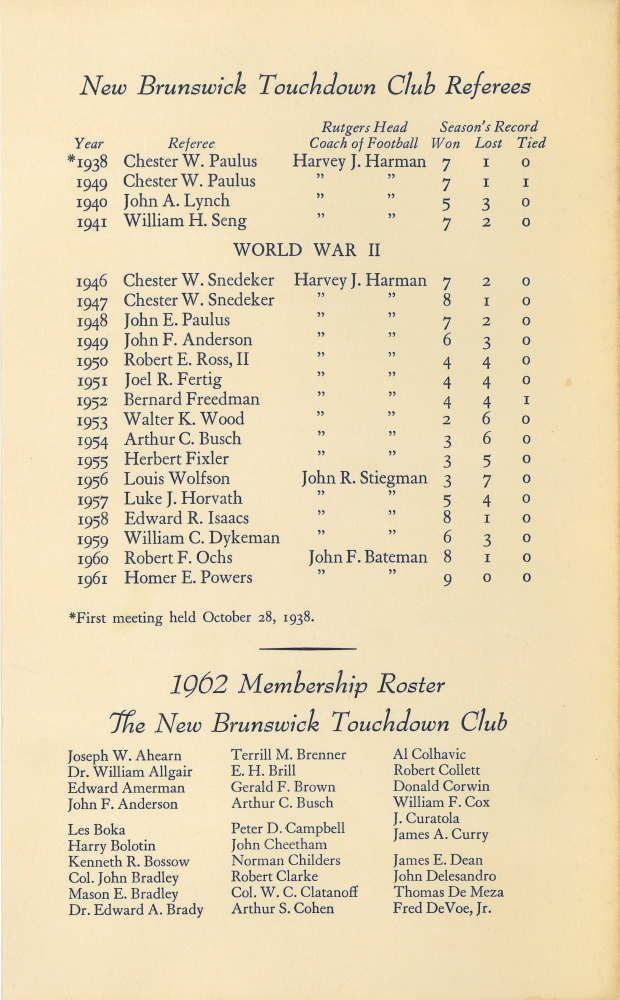 New Brunswick Touchdown Club Referees
Rutgers Head Season's Record
Year Referee Coach of Football Won Lost Tied
*1938 Chester W. Paulus Harvey J. Harman 7 1 0
1949 Chester W. Paulus " " 7 1 1
1940 John A. Lynch " " 5 3 0
1941 William H. Seng " " 7 2 0
WORLD WAR II
1946 Chester W. Snedeker Harvey J. Harman 7 2 0
1947 Chester W. Snedeker " " 8 1 0
1948 John E. Paulus " " 7 2 0
1949 John F. Anderson " " 6 3 0
1950 Robert E. Ross, II " " 4 4 0
1951 Joel R. Fertig " " 4 4 0
1952 Bernard Freedman " " 4 4 1
1953 Walter K. Wood " " 2 6 0
1954 Arthur C. Busch " " 3 6 0
1955 Herbert Fixler " " 3 5 0
1956 Louis Wolfson John R. Stiegman 3 7 0
1957 Luke J. Horvath " " 5 4 0
1958 Edward R. Isaacs " " 8 1 0
1959 William C. Dykeman " " 6 3 0
1960 Robert F. Ochs John F. Bateman 8 1 0
1961 Homer E. Powers " " 9 0 0
*First meeting held October 28, 1938.
1962 Membership Roster
The New Brunswick Touchdown Club
Joseph W. Ahearn
Dr. William Allgair
Edward Amerman
John F. Anderson
Les Boka
Harry Bolotin
Kenneth R. Bossow
Col. John Bradley
Mason E. Bradley
Dr. Edward A. Brady
Terrill M. Brenner
E. H. Brill
Gerald F. Brown
Arthur C. Busch
Peter D. Campbell
John Cheetham
Norman Childers
Robert Clarke
Col. W. C. Clatanoff
Arthur S. Cohen
Al Colhavic
Robert Collett
Donald Corwin
William F. Cox
J. Curatola
James A. Curry
James E. Dean
John Delesandro
Thomas De Meza
Fred DeVoe, Jr.